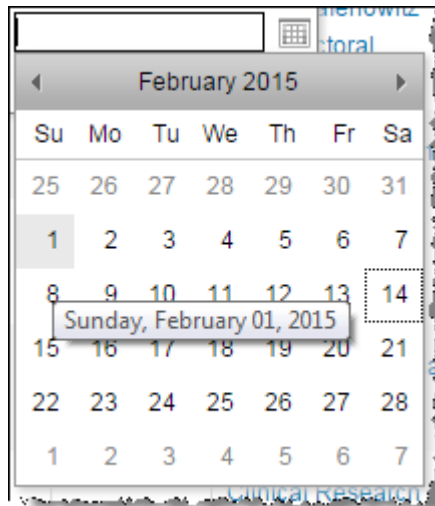 ctoral
February 2015
Su Mo Tu We Th Fr Sa
25 26 27 28 29 30 31
1 2 3 4 5 6 7
8 9 10 11 12 13 14
Sunday, February 01, 2015
15 16 17 18 19 20 21
22 23 24 25 26 27 28
1 2 3 4 5 6 7
Clinical Research